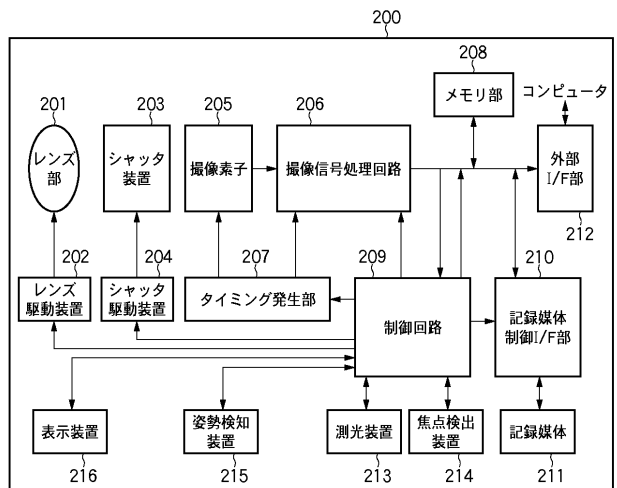 200
208
メモリ部
コンピュータ
201
203
205
206
レンズ
部
シャッタ
装置
撮像素子
撮像信号処理回路
外部
I/F部
212
202
204
207
209
210
レンズ
駆動装置
シャッタ
駆動装置
タイミング発生部
制御回路
記録媒体
制御I/F部
表示装置
姿勢検知
装置
測光装置
焦点検出
装置
記録媒体
216
215
213
214
211